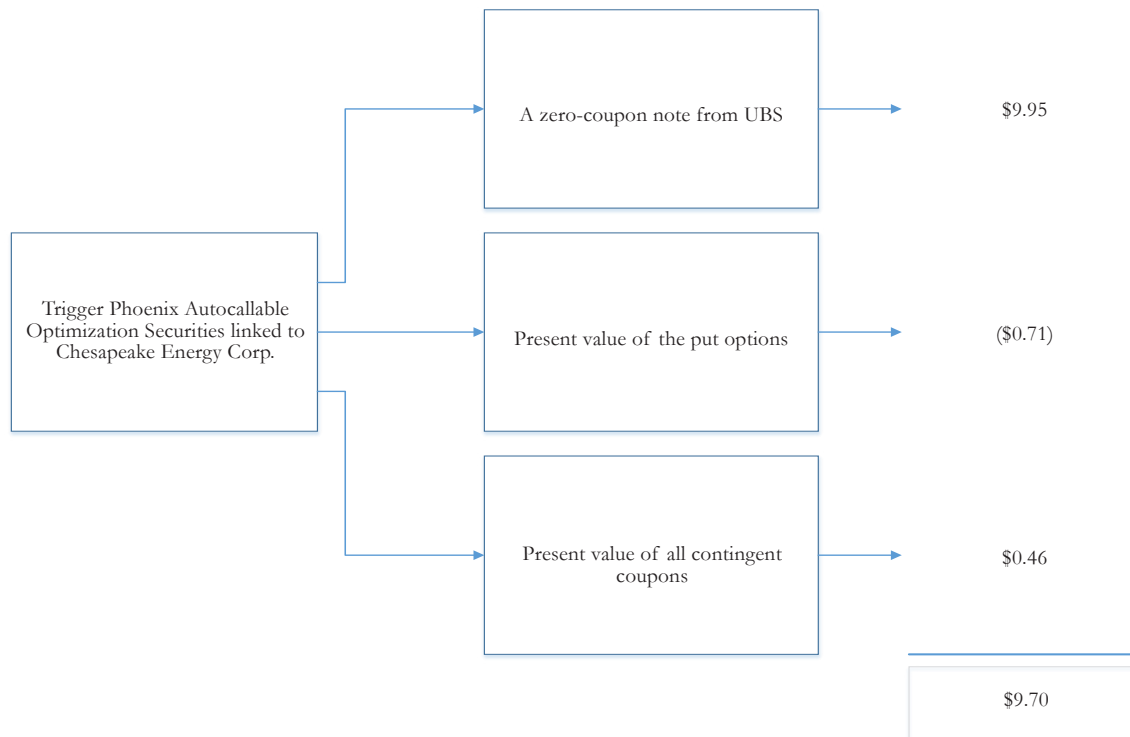 A zero-coupon note from UBS
$9.95
Trigger Phoenix Autocallable
Optimization Securities linked to
Chesapeake Energy Corp.
Present value of the put options
($0.71)
Present value of all contingent
coupons
$0.46
$9.70